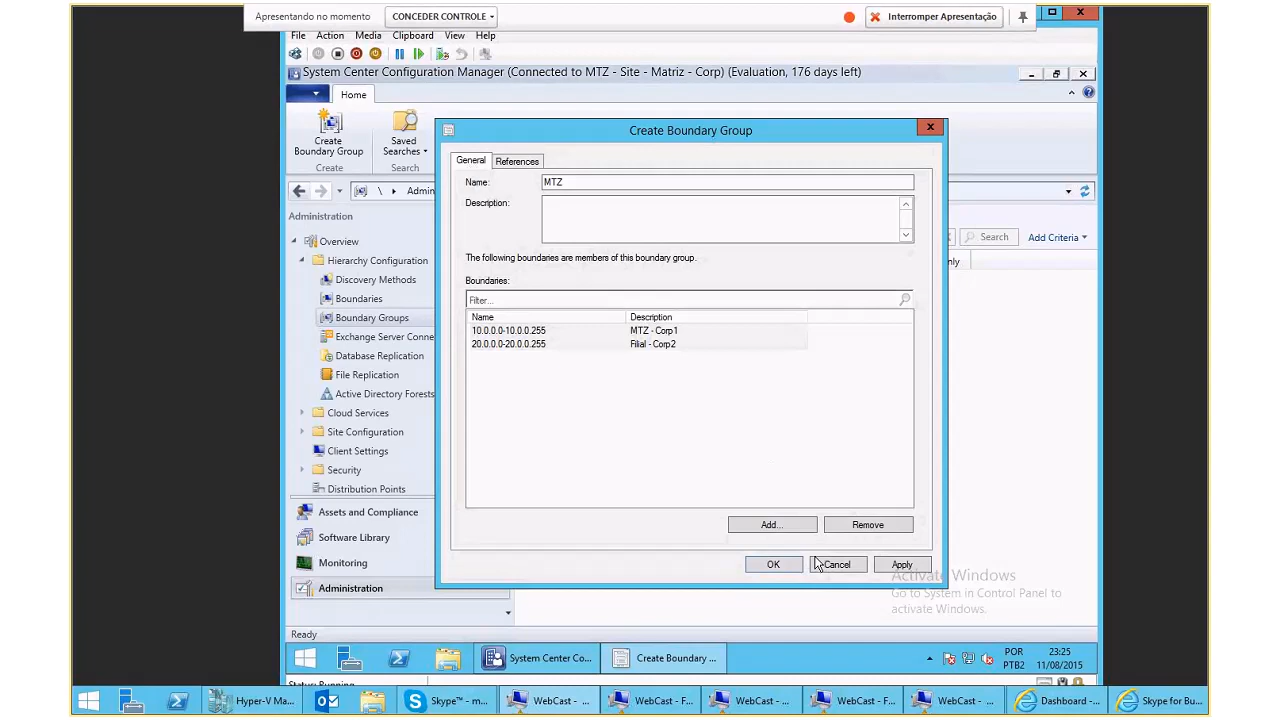 Apresentando no momento
CONCEDER CONTROLE
Interromper Apresentação
File Action Media Clipboard View Help
System Center Configuration Manager (Connected to MTZ - Site - Matriz - Corp) (Evaluation, 176 days left)
Home
Create Boundary Group
Saved Searches
Create
Search
\ Admin
Administration
Overview
Hierarchy Configuration
Discovery Methods
Boundaries
Boundary Groups
Exchange Server Conne
Database Replication
File Replication
Active Directory Forests
Cloud Services
Site Configuration
Client Settings
Security
Distribution Points
Assets and Compliance
Software Library
Monitoring
Administration
Search
Add Criteria
nly
Create Boundary Group
General References
Name: MTZ
Description:
The following boundaries are members of this boundary group.
Boundaries:
Filter...
Name Description
10.0.0.0-10.0.0.255 MTZ - Corp1
20.0.0.0-20.0.0.255 Filial - Corp2
Add... Remove
OK Cancel Apply
Activate Windows
Go to System in Control Panel to
activate Windows.
Ready
System Center Co...
Create Boundary ...
POR
PTB2
23:25
11/08/2015
Status: Running
Hyper-V Ma...
Skype™ - m...
WebCast - ...
WebCast - F...
WebCast - ...
WebCast - F...
WebCast - ...
Dashboard - ...
Skype for Bu...